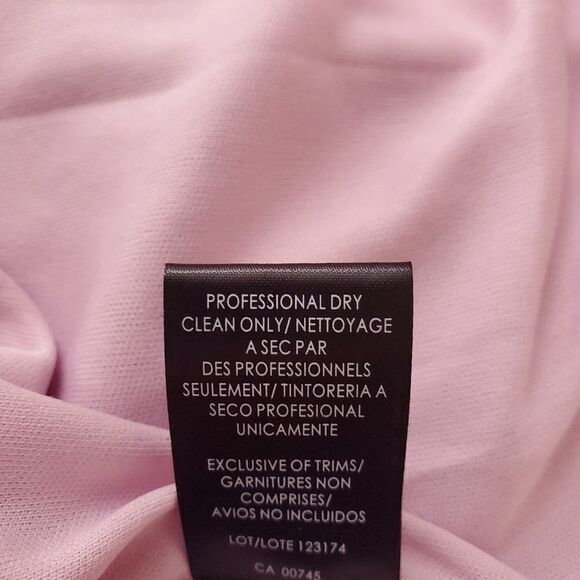 PROFESSIONAL DRY
CLEAN ONLY/ NETTOYAGE
A SEC PAR
DES PROFESSIONNELS
SEULEMENT/ TINTORERIA A
SECO PROFESIONAL
UNICAMENTE
EXCLUSIVE OF TRIMS/
GARNITURES NON
COMPRISES/
AVIOS NO INCLUIDOS
LOT/LOTE 123174
CA 00745